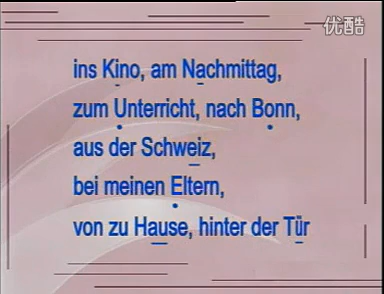 优酷
ins Kino, am Nachmittag,
zum Unterricht, nach Bonn,
aus der Schweiz,
bei meinen Eltern,
von zu Hause, hinter der Tür